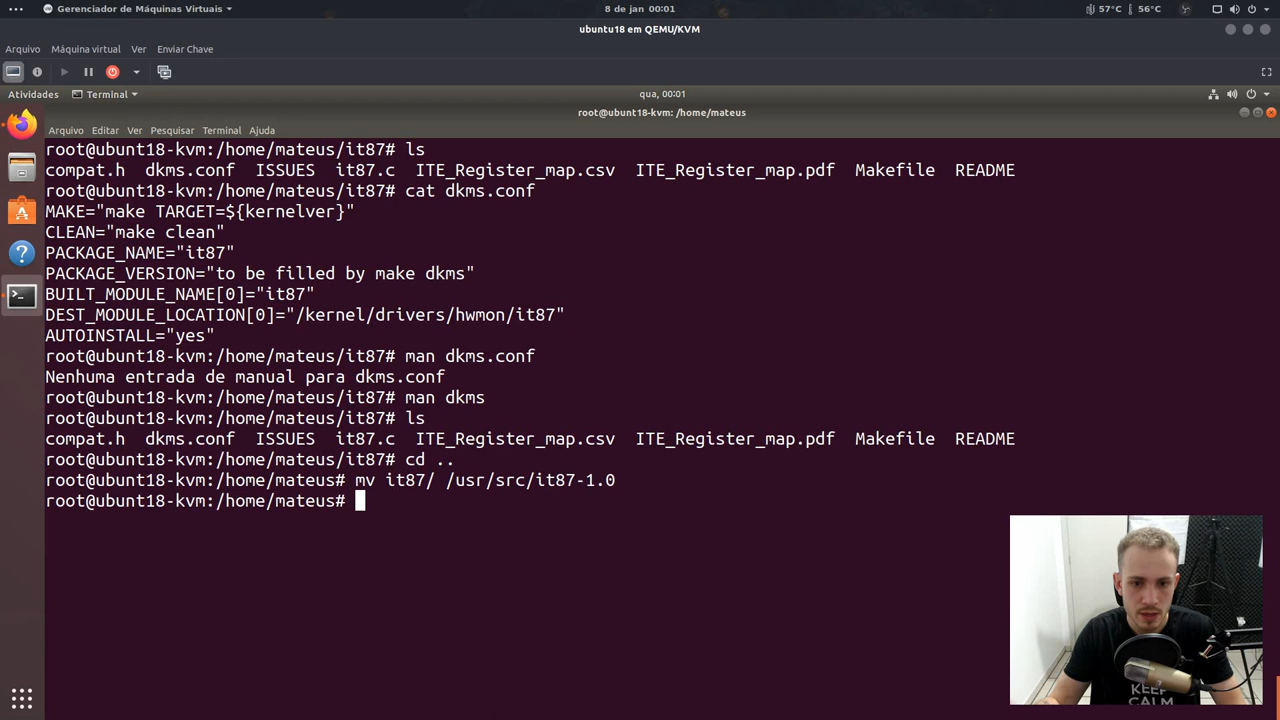 Gerenciador de Máquinas Virtuais
8 de jan 00:01
57°C
56°C
ubuntu18 em QEMU/KVM
Arquivo Máquina virtual Ver Enviar Chave
Atividades
Terminal
qua, 00:01
root@ubunt18-kvm: /home/mateus
Arquivo Editar Ver Pesquisar Terminal Ajuda
root@ubunt18-kvm:/home/mateus/it87# ls
compat.h dkms.conf ISSUES it87.c ITE_Register_map.csv ITE_Register_map.pdf Makefile README
root@ubunt18-kvm:/home/mateus/it87# cat dkms.conf
MAKE="make TARGET=${kernelver}"
CLEAN="make clean"
PACKAGE_NAME="it87"
PACKAGE_VERSION="to be filled by make dkms"
BUILT_MODULE_NAME[0]="it87"
DEST_MODULE_LOCATION[0]="/kernel/drivers/hwmon/it87"
AUTOINSTALL="yes"
root@ubunt18-kvm:/home/mateus/it87# man dkms.conf
Nenhuma entrada de manual para dkms.conf
root@ubunt18-kvm:/home/mateus/it87# man dkms
root@ubunt18-kvm:/home/mateus/it87# ls
compat.h dkms.conf ISSUES it87.c ITE_Register_map.csv ITE_Register_map.pdf Makefile README
root@ubunt18-kvm:/home/mateus/it87# cd ..
root@ubunt18-kvm:/home/mateus# mv it87/ /usr/src/it87-1.0
root@ubunt18-kvm:/home/mateus#
KEEP
CALM